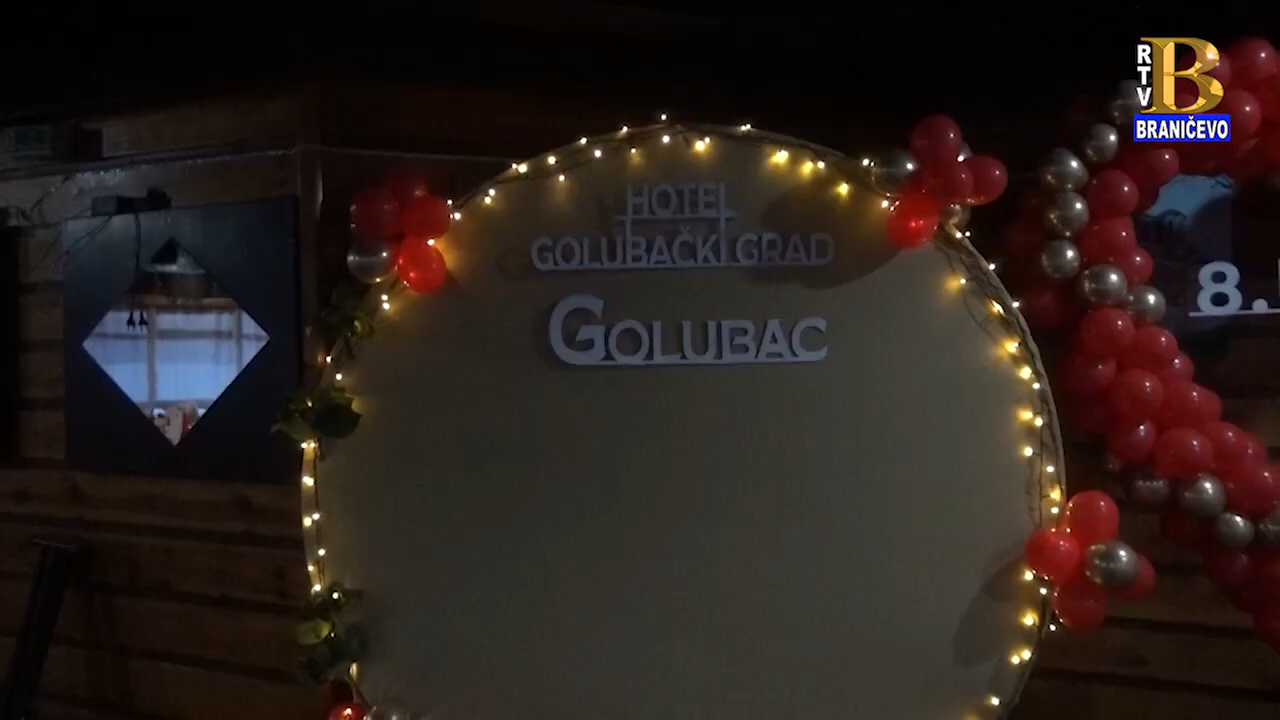 RTV B
BRANIČEVO
HOTEL
GOLUBAČKI GRAD
GOLUBAC
8.